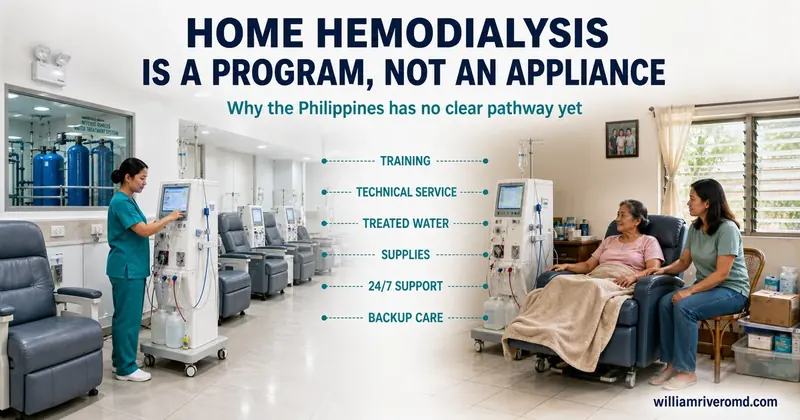 HOME HEMODIALYSIS
IS A PROGRAM, NOT AN APPLIANCE
Why the Philippines has no clear pathway yet
TRAINING
TECHNICAL SERVICE
TREATED WATER
SUPPLIES
24/7 SUPPORT
BACKUP CARE
williamriveromd.com